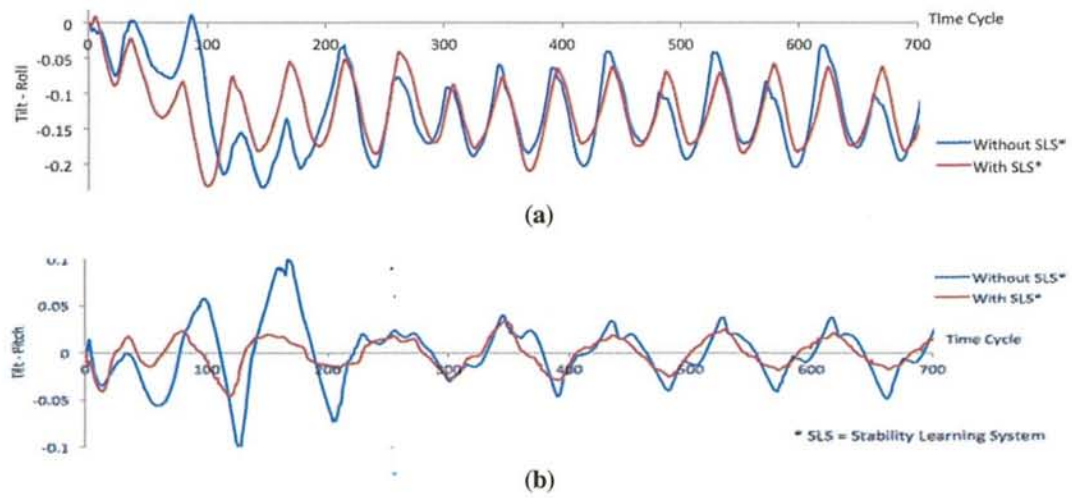 0
Time Cycle
0 100 200 300 400 500 600 700
-0.05
-0.1
-0.15
-0.2
Tilt - Roll
Without SLS*
With SLS*
(a)
0.1
0.05
0
-0.05
-0.1
Tilt - Pitch
Without SLS*
With SLS*
Time Cycle
0 100 200 300 400 500 600 700
* SLS = Stability Learning System
(b)